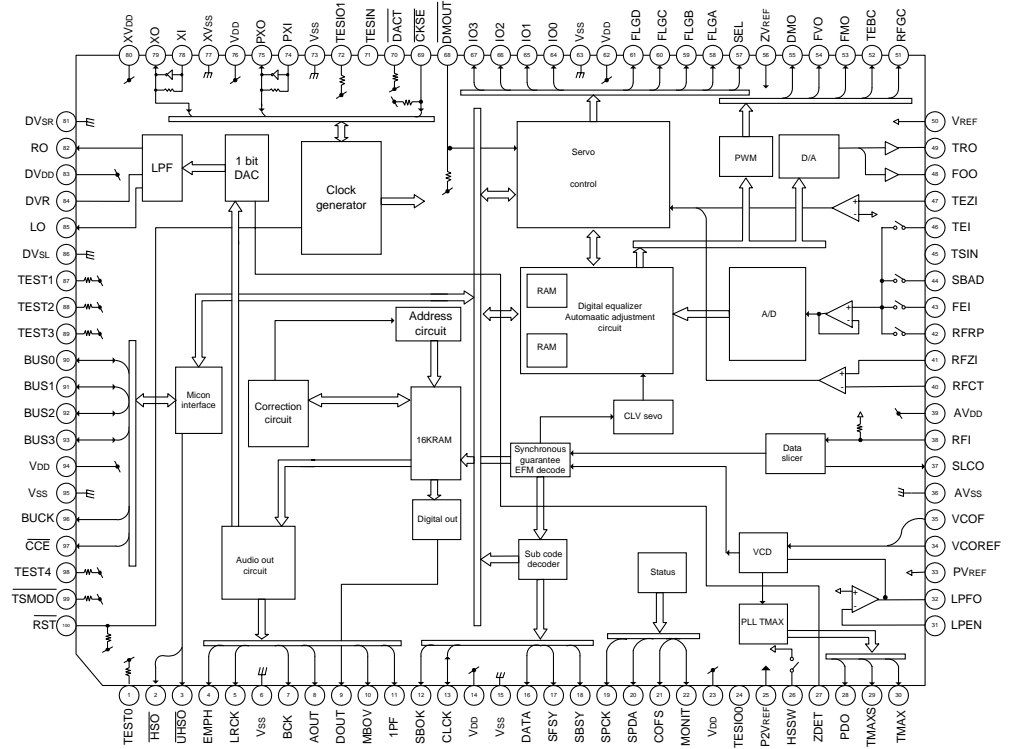 XVDD
XO
XI
XVSS
VDD
PXO
PXI
VSS
TESIO1
TESIN
DACT
CKSE
DMIOUT
IO3
IO2
IO1
IO0
VSS
VDD
FLGD
FLGC
FLGB
FLGA
SEL
ZVREF
DMO
FVO
FMO
TEBC
RFGC
80
79
78
77
76
75
74
73
72
71
70
69
68
67
66
65
64
63
62
61
60
59
58
57
56
55
54
53
52
51
DVSR 81
RO 82
DVDD 83
DVR 84
LO 85
DVSL 86
TEST1 87
TEST2 88
TEST3 89
BUS0 90
BUS1 91
BUS2 92
BUS3 93
VDD 94
VSS 95
BUCK 96
CCE 97
TEST4 98
TSMOD 99
RST 100
LPF
1 bit
DAC
Clock
generator
Servo
control
PWM
D/A
RAM
RAM
Digital equalizer
Automaatic adjustment
circuit
A/D
Address
circuit
Micon
interface
Correction
circuit
16KRAM
CLV sevo
Synchronous
guarantee
EFM decode
Data
slicer
Digital out
Audio out
circuit
Sub code
decoder
Status
VCD
PLL TMAX
50 VREF
49 TRO
48 FOO
47 TEZI
46 TEI
45 TSIN
44 SBAD
43 FEI
42 RFRP
41 RFZI
40 RFCT
39 AVDD
38 RFI
37 SLCO
36 AVSS
35 VCOF
34 VCOREF
33 PVREF
32 LPFO
31 LPEN
+
-
+
-
+
-
+
-
1
2
3
4
5
6
7
8
9
10
11
12
13
14
15
16
17
18
19
20
21
22
23
24
25
26
27
28
29
30
TEST0
HSO
UHSO
EMPH
LRCK
VSS
BCK
AOUT
DOUT
MBOV
1PF
SBOK
CLCK
VDD
VSS
DATA
SFSY
SBSY
SPCK
SPDA
COFS
MONIT
VDD
TESIO0
P2VREF
HSSW
ZDET
PDO
TMAXS
TMAX